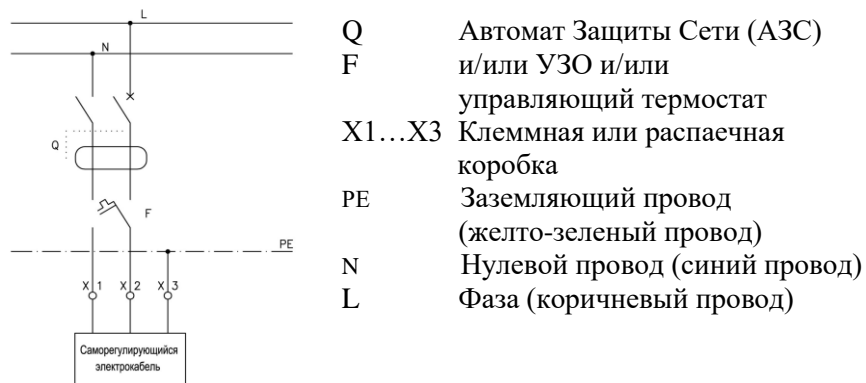 L
N
Q
F
PE
X 1 X 2 X 3
Саморегулирующийся
электрокабель
Q Автомат Защиты Сети (АЗС)
F и/или УЗО и/или
управляющий термостат
X1…X3 Клеммная или распаечная
коробка
PE Заземляющий провод
(желто-зеленый провод)
N Нулевой провод (синий провод)
L Фаза (коричневый провод)